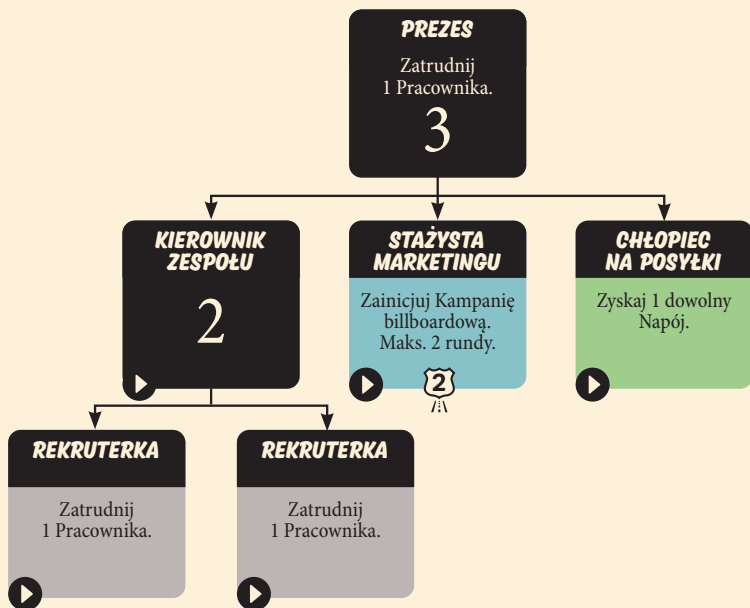 PREZES
Zatrudnij
1 Pracownika.
3
KIEROWNIK
ZESPOŁU
2
STAŻYSTA
MARKETINGU
Zainicjuj Kampanię
billboardową.
Maks. 2 rundy.
2
CHŁOPIEC
NA POSYŁKI
Zyskaj 1 dowolny
Napój.
REKRUTERKA
Zatrudnij
1 Pracownika.
REKRUTERKA
Zatrudnij
1 Pracownika.